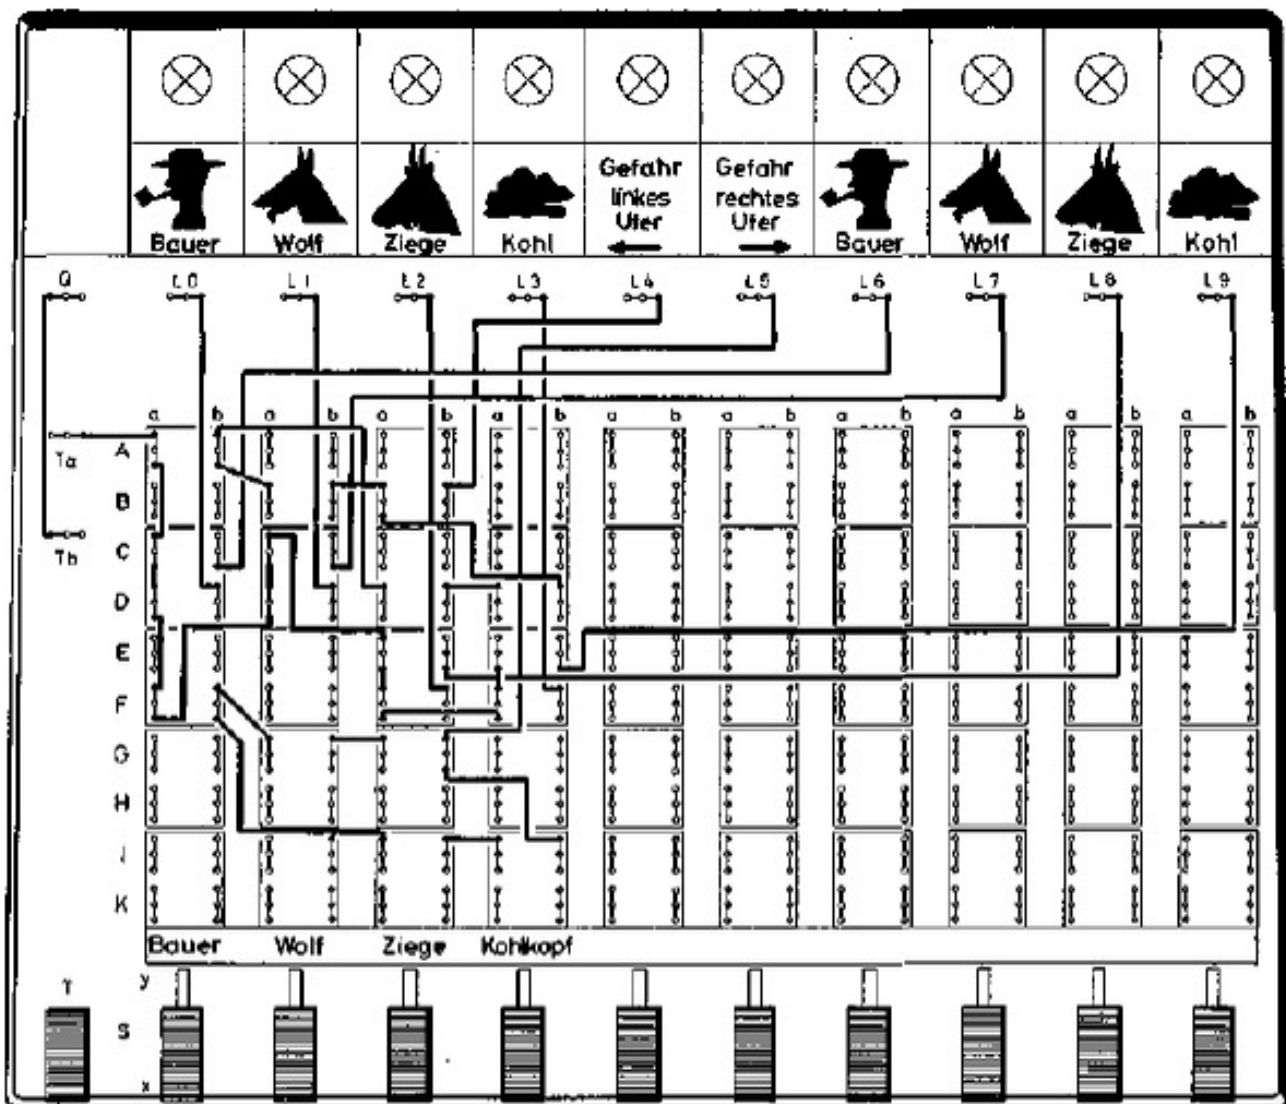 Bauer Wolf Ziege Kohl Gefahr linkes Ufer Gefahr rechtes Ufer Bauer Wolf Ziege Kohl
Q L0 L1 L2 L3 L4 L5 L6 L7 L8 L9
a b a b a b a b a b a b a b a b a b a b
Ta
A
B
Tb
C
D
E
F
G
H
J
K
Bauer Wolf Ziege Kohlkopf
T y
S
x